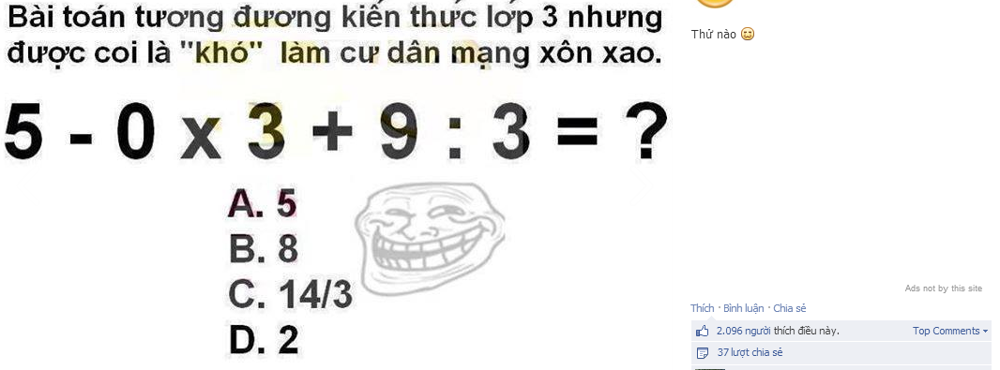 Bài toán tương đương kiến thức lớp 3 nhưng
được coi là "khó" làm cư dân mạng xôn xao.
5 - 0 x 3 + 9 : 3 = ?
A. 5
B. 8
C. 14/3
D. 2
Thử nào
Ads not by this site
Thích · Bình luận · Chia sẻ
2.096 người thích điều này.
Top Comments
37 lượt chia sẻ